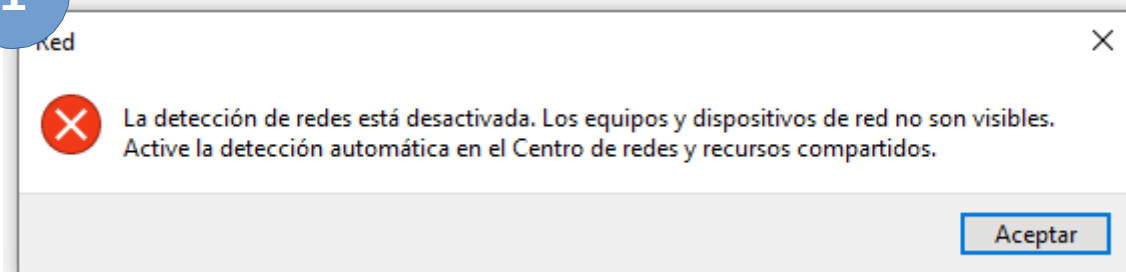 1
Red
La detección de redes está desactivada. Los equipos y dispositivos de red no son visibles.
Active la detección automática en el Centro de redes y recursos compartidos.
Aceptar